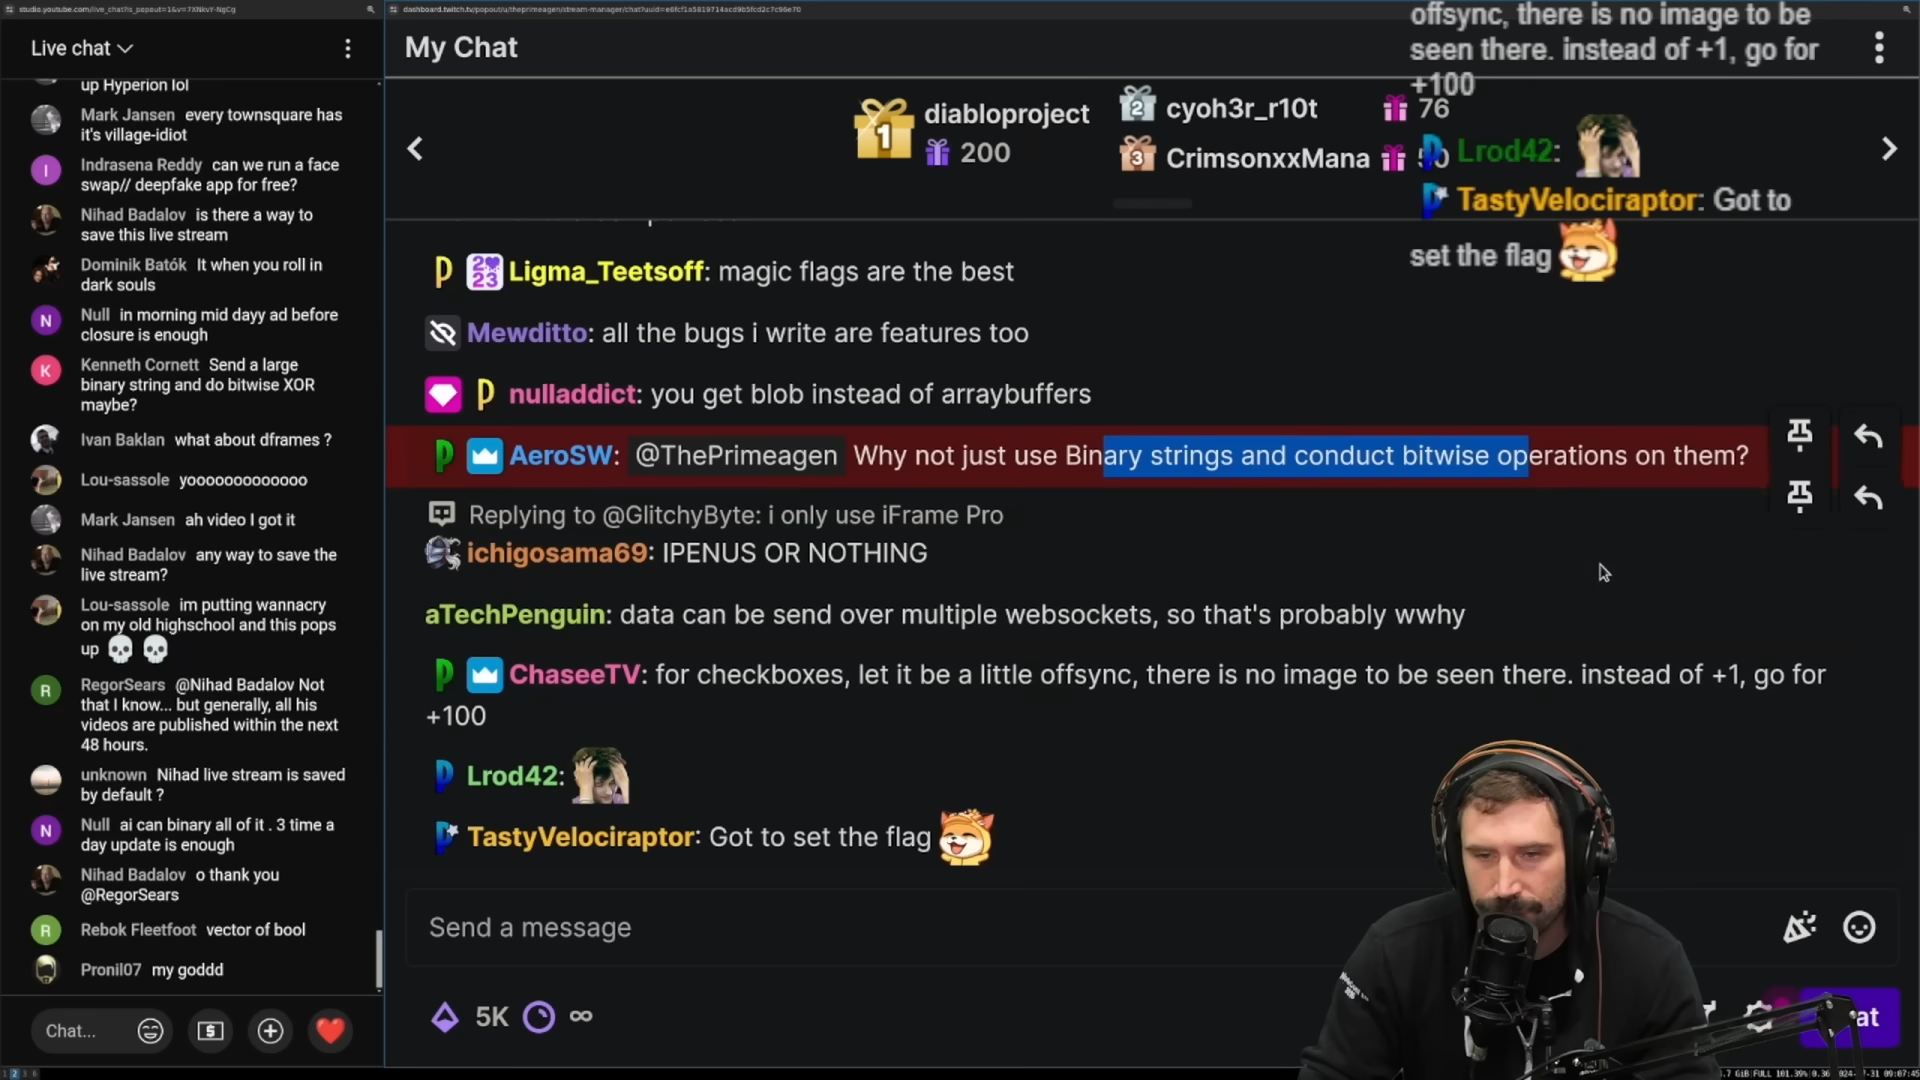 studio.youtube.com/live_chat?is_popout=1&v=7XNkvY-NgCg
Live chat
up Hyperion lol
Mark Jansen every townsquare has
it's village-idiot
Indrasena Reddy can we run a face
swap// deepfake app for free?
Nihad Badalov is there a way to
save this live stream
Dominik Batók It when you roll in
dark souls
Null in morning mid dayy ad before
closure is enough
Kenneth Cornett Send a large
binary string and do bitwise XOR
maybe?
Ivan Baklan what about dframes ?
Lou-sassole yooooooooooooo
Mark Jansen ah video I got it
Nihad Badalov any way to save the
live stream?
Lou-sassole im putting wannacry
on my old highschool and this pops
up
RegorSears @Nihad Badalov Not
that I know... but generally, all his
videos are published within the next
48 hours.
unknown Nihad live stream is saved
by default ?
Null ai can binary all of it . 3 time a
day update is enough
Nihad Badalov o thank you
@RegorSears
Rebok Fleetfoot vector of bool
Pronil07 my goddd
Chat...
My Chat
1 diabloproject
200
2 cyoh3r_r10t 76
3 CrimsonxxMana
offsync, there is no image to be
seen there. instead of +1, go for
+100
Lrod42:
TastyVelociraptor: Got to
set the flag
Ligma_Teetsoff: magic flags are the best
Mewditto: all the bugs i write are features too
nulladdict: you get blob instead of arraybuffers
AeroSW: @ThePrimeagen Why not just use Binary strings and conduct bitwise operations on them?
Replying to @GlitchyByte: i only use iFrame Pro
ichigosama69: IPENUS OR NOTHING
aTechPenguin: data can be send over multiple websockets, so that's probably wwhy
ChaseeTV: for checkboxes, let it be a little offsync, there is no image to be seen there. instead of +1, go for
+100
Lrod42:
TastyVelociraptor: Got to set the flag
Send a message
5K ∞